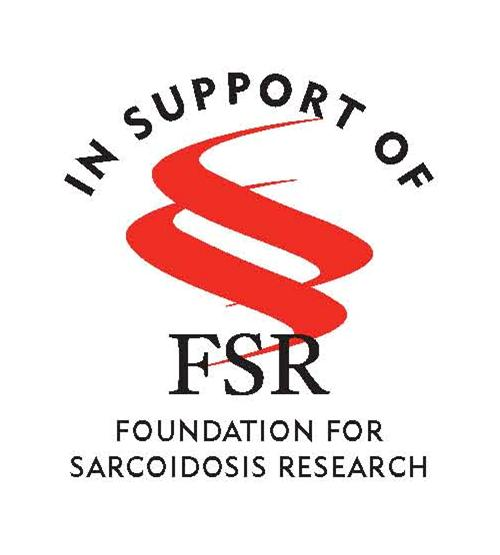 IN SUPPORT OF
FSR
FOUNDATION FOR
SARCOIDOSIS RESEARCH